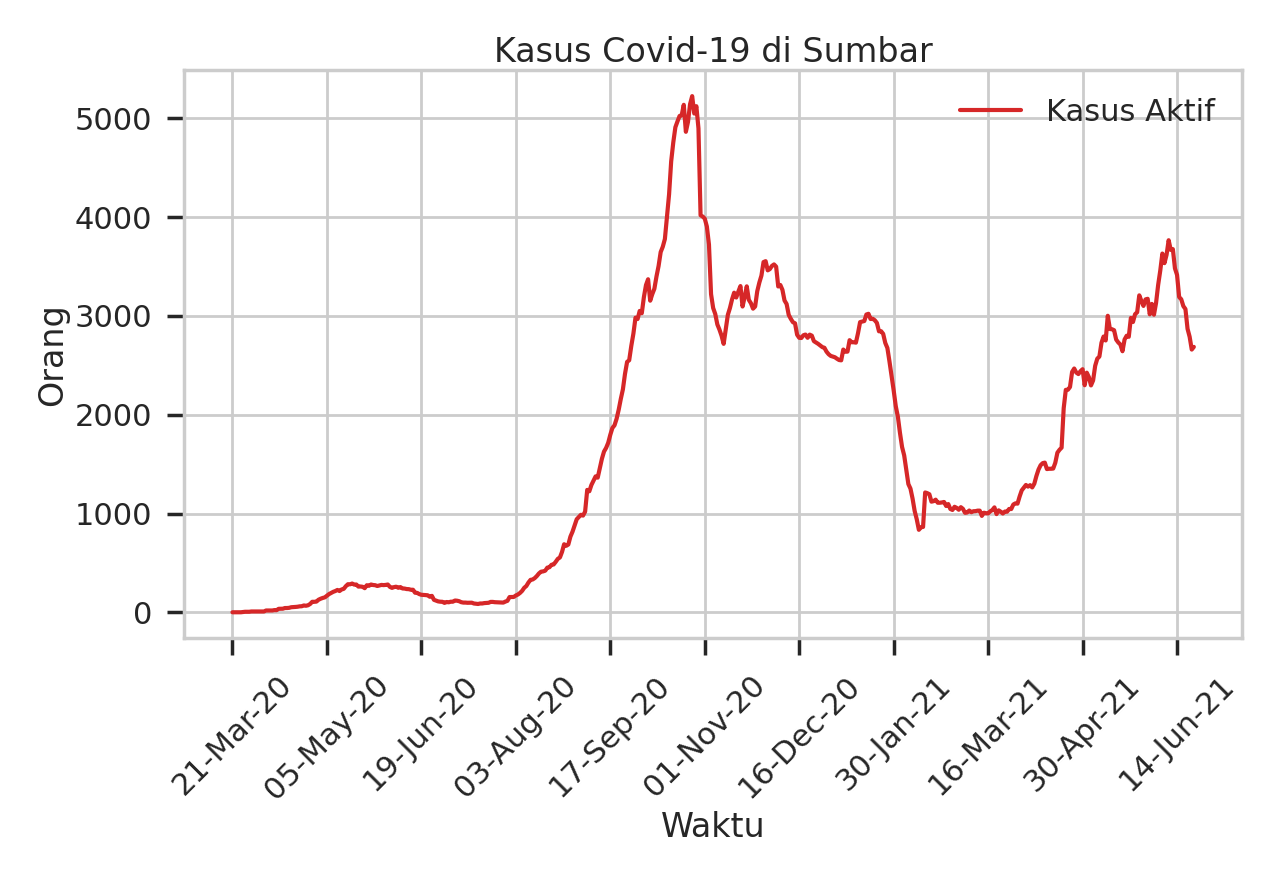 Kasus Covid-19 di Sumbar
Kasus Aktif
Orang
5000
4000
3000
2000
1000
0
21-Mar-20
05-May-20
19-Jun-20
03-Aug-20
17-Sep-20
01-Nov-20
16-Dec-20
30-Jan-21
16-Mar-21
30-Apr-21
14-Jun-21
Waktu